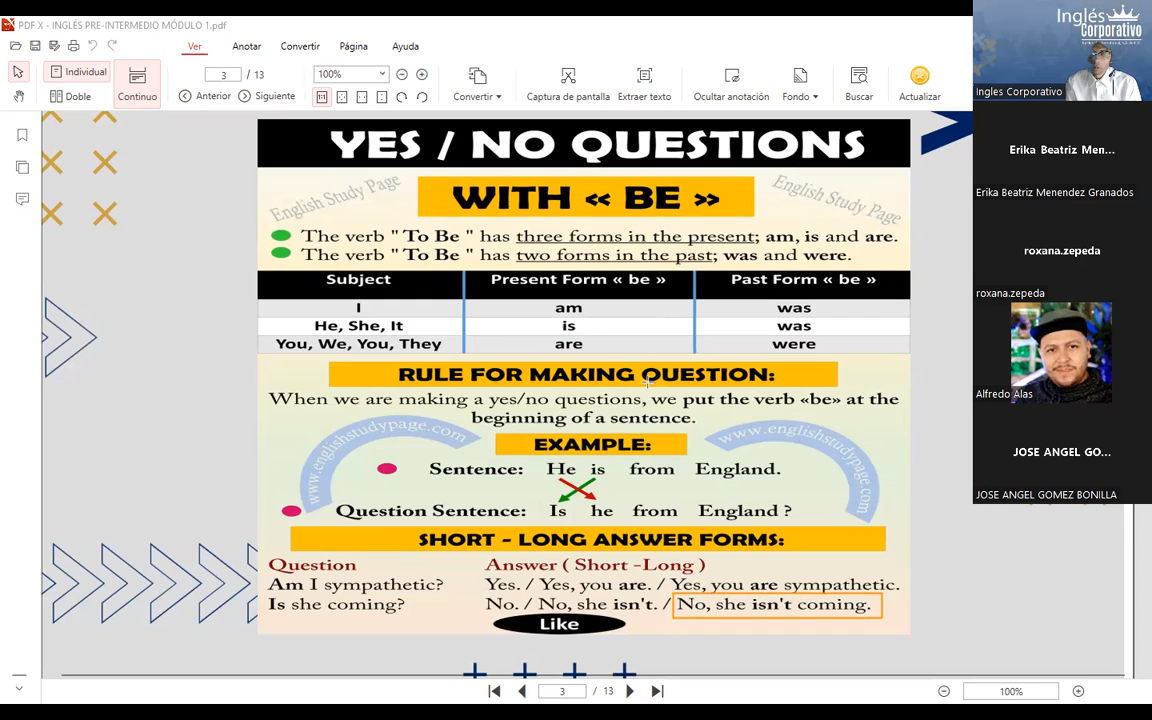 PDF X - INGLÉS PRE-INTERMEDIO MÓDULO 1.pdf
Ver Anotar Convertir Página Ayuda
Individual
Doble
Continuo
3 / 13
Anterior Siguiente
100%
Convertir
Captura de pantalla
Extraer texto
Ocultar anotación
Fondo
Buscar
Actualizar
YES / NO QUESTIONS
English Study Page
WITH « BE »
English Study Page
The verb " To Be " has three forms in the present; am, is and are.
The verb " To Be " has two forms in the past; was and were.
Subject Present Form « be » Past Form « be »
I am was
He, She, It is was
You, We, You, They are were
RULE FOR MAKING QUESTION:
When we are making a yes/no questions, we put the verb «be» at the
beginning of a sentence.
www.englishstudypage.com
EXAMPLE:
www.englishstudypage.com
Sentence: He is from England.
Question Sentence: Is he from England ?
SHORT - LONG ANSWER FORMS:
Question Answer ( Short -Long )
Am I sympathetic? Yes. / Yes, you are. / Yes, you are sympathetic.
Is she coming? No. / No, she isn't. / No, she isn't coming.
Like
3 / 13
100%
Inglés
Corporativo
Ingles Corporativo
Erika Beatriz Men...
Erika Beatriz Menendez Granados
roxana.zepeda
roxana.zepeda
Alfredo Alas
JOSE ANGEL GO...
JOSE ANGEL GOMEZ BONILLA